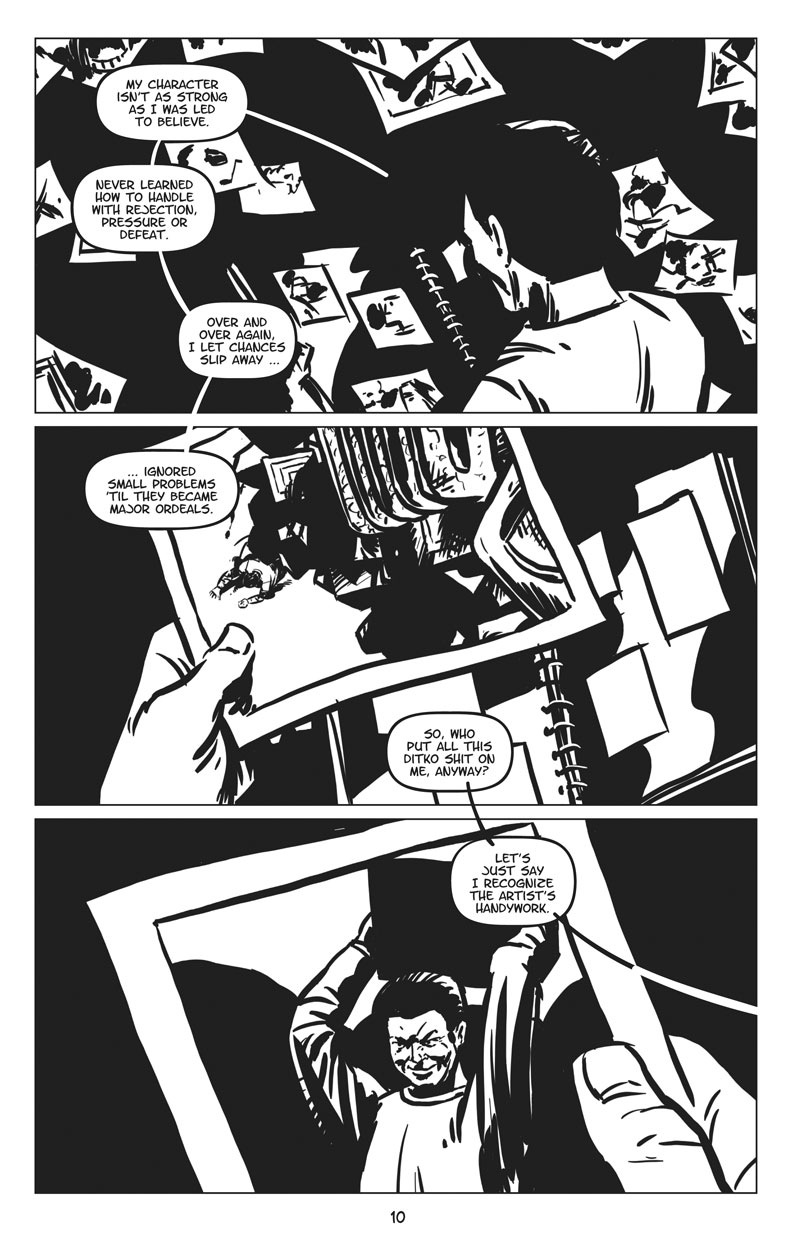 MY CHARACTER
ISN'T AS STRONG
AS I WAS LED
TO BELIEVE.
NEVER LEARNED
HOW TO HANDLE
WITH REJECTION,
PRESSURE OR
DEFEAT.
OVER AND
OVER AGAIN,
I LET CHANCES
SLIP AWAY ...
... IGNORED
SMALL PROBLEMS
'TIL THEY BECAME
MAJOR ORDEALS.
SO, WHO
PUT ALL THIS
DITKO SHIT ON
ME, ANYWAY?
LET'S
JUST SAY
I RECOGNIZE
THE ARTIST'S
HANDYWORK.
10